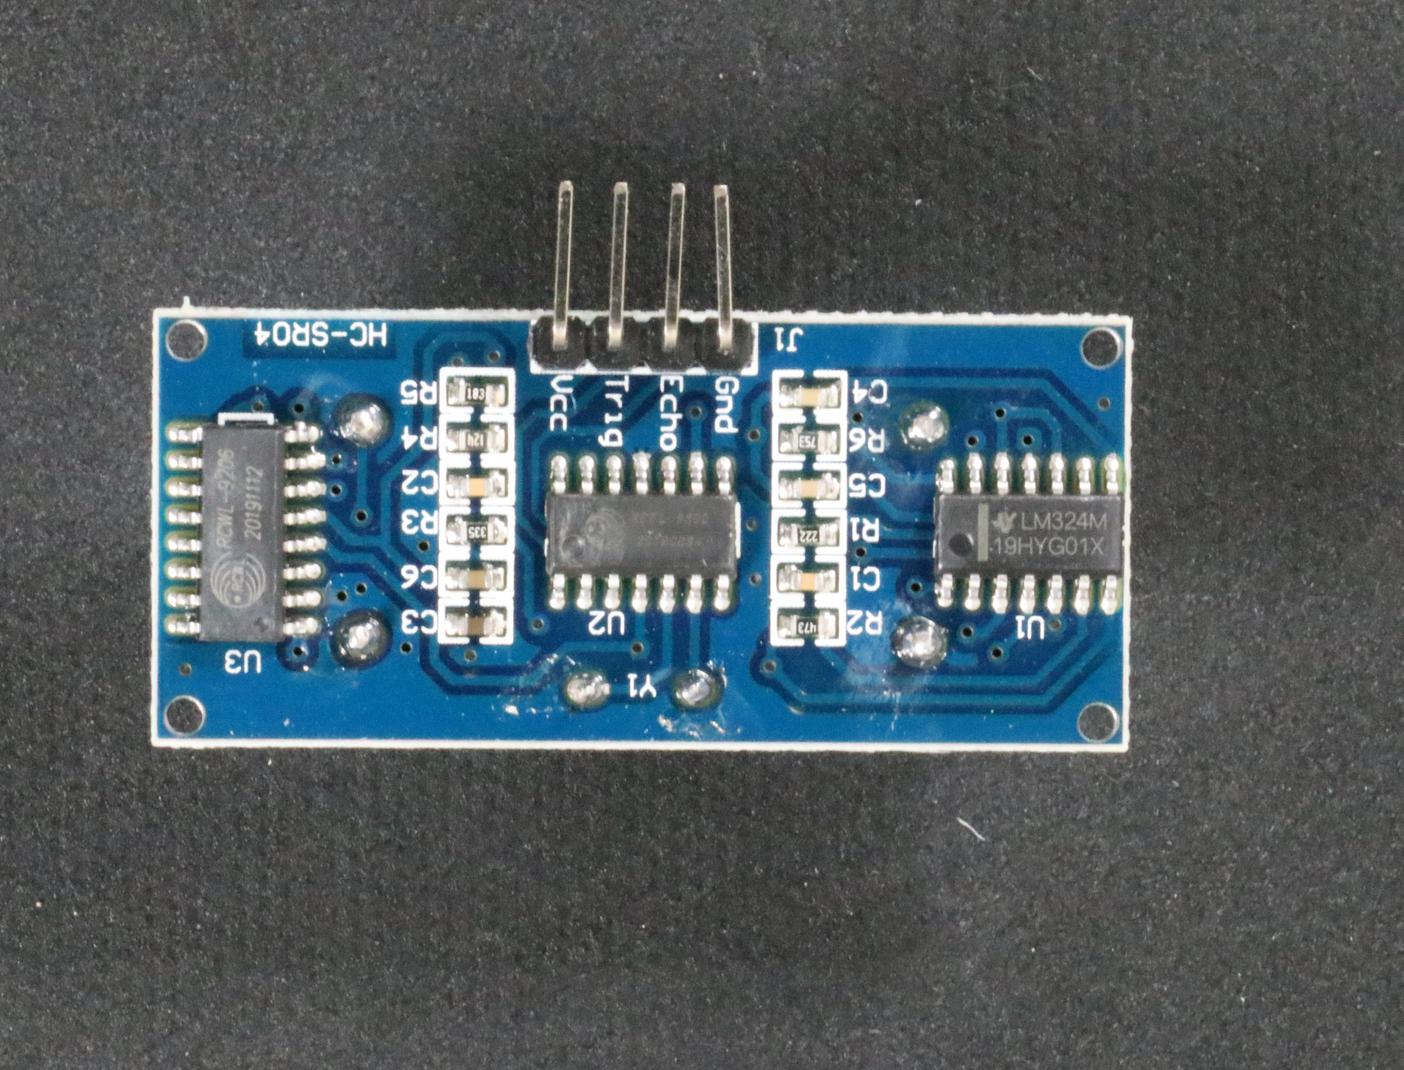 HC-SR04
J1
Vcc
Trig
Echo
Gnd
R5
103
R4
124
C2
R3
335
C6
C3
C4
R6
753
C5
R1
222
C1
R2
473
RCWL-9206
20191112
U3
U2
Y1
LM324M
19HYG01X
U1